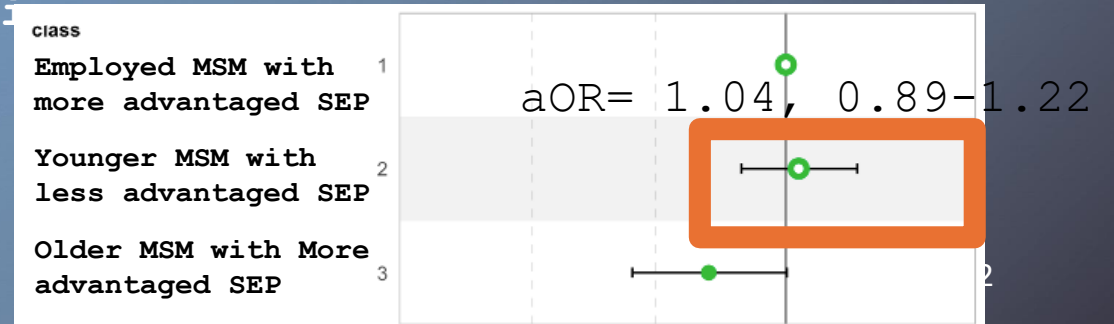 class
Employed MSM with 1
more advantaged SEP
aOR= 1.04, 0.89-1.22
Younger MSM with
less advantaged SEP 2
Older MSM with More
advantaged SEP 3
2